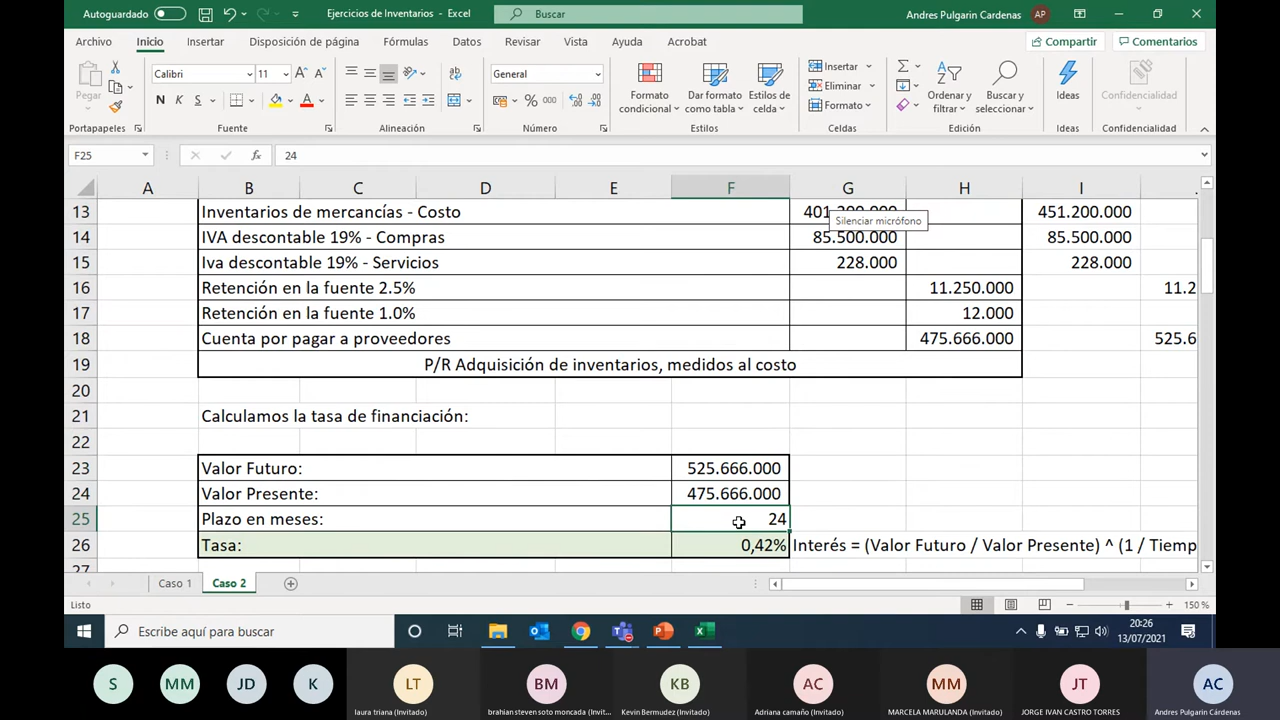 Autoguardado
Ejercicios de Inventarios - Excel
Buscar
Andres Pulgarin Cardenas
AP
Archivo Inicio Insertar Disposición de página Fórmulas Datos Revisar Vista Ayuda Acrobat
Compartir
Comentarios
Pegar
Calibri 11
N K S
General
% 000
Formato condicional
Dar formato como tabla
Estilos de celda
Insertar
Eliminar
Formato
Ordenar y filtrar
Buscar y seleccionar
Ideas
Confidencialidad
Portapapeles Fuente Alineación Número Estilos Celdas Edición Ideas Confidencialidad
F25 fx 24
A B C D E F G H I
13 Inventarios de mercancías - Costo 451.200.000
Silenciar micrófono
14 IVA descontable 19% - Compras 85.500.000 85.500.000
15 Iva descontable 19% - Servicios 228.000 228.000
16 Retención en la fuente 2.5% 11.250.000 11.2
17 Retención en la fuente 1.0% 12.000
18 Cuenta por pagar a proveedores 475.666.000 525.6
19 P/R Adquisición de inventarios, medidos al costo
20
21 Calculamos la tasa de financiación:
22
23 Valor Futuro: 525.666.000
24 Valor Presente: 475.666.000
25 Plazo en meses: 24
26 Tasa: 0,42% Interés = (Valor Futuro / Valor Presente) ^ (1 / Tiemp
27
Caso 1 Caso 2
Listo
150 %
Escribe aquí para buscar
20:26
13/07/2021
S MM JD K LT BM KB AC MM JT AC
laura triana (Invitado)
brahian steven soto moncada (Invit...
Kevin Bermudez (Invitado)
Adriana camaño (Invitado)
MARCELA MARULANDA (Invitado)
JORGE IVAN CASTRO TORRES
Andres Pulgarin Cárdenas